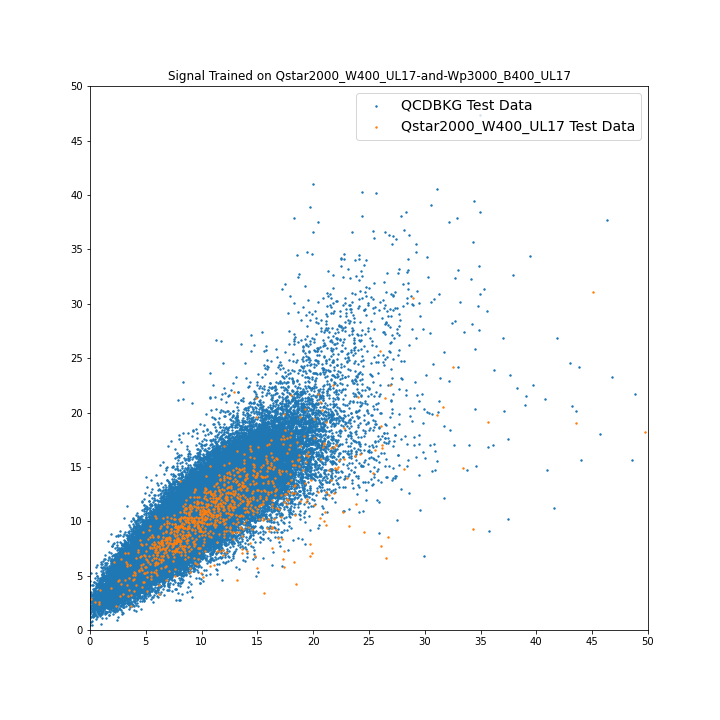 Signal Trained on Qstar2000_W400_UL17-and-Wp3000_B400_UL17
QCDBKG Test Data
Qstar2000_W400_UL17 Test Data
50
45
40
35
30
25
20
15
10
5
0
0 5 10 15 20 25 30 35 40 45 50